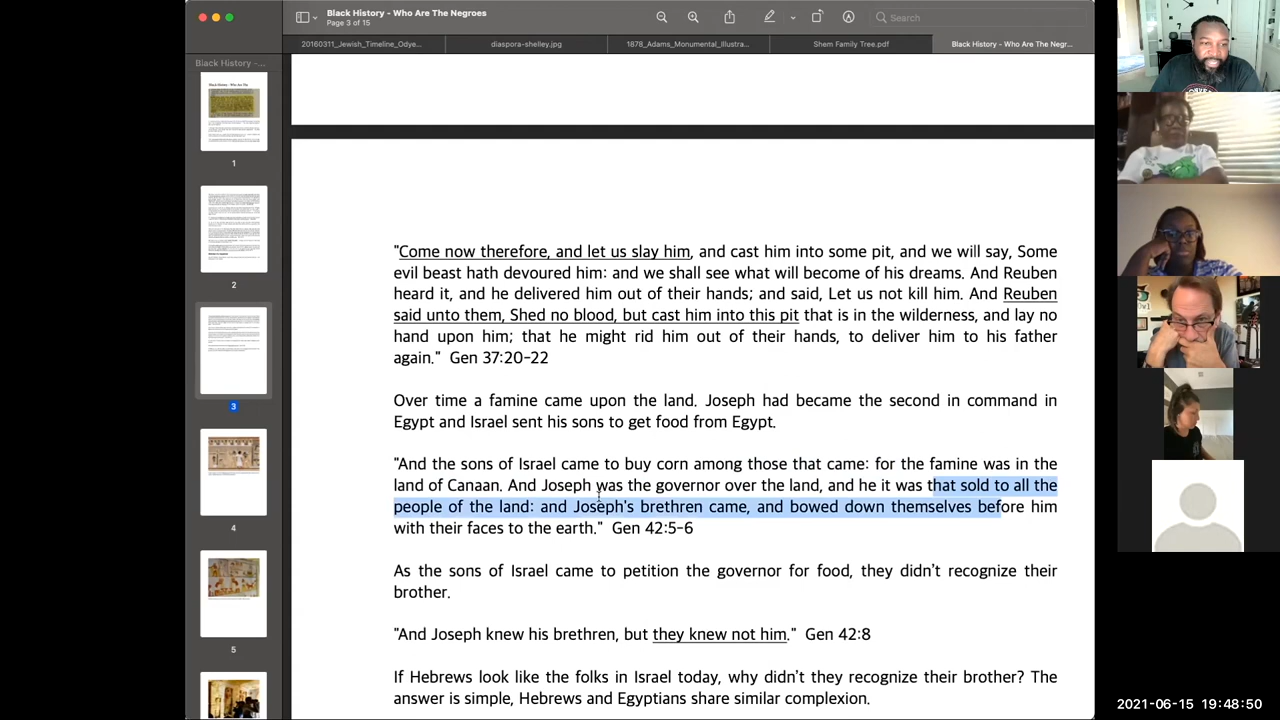 Black History - Who Are The Negroes
Page 3 of 15
Search
20160311_Jewish_Timeline_Odye...
diaspora-shelley.jpg
1878_Adams_Monumental_Illustra...
Shem Family Tree.pdf
Black History - Who Are The Negr...
Black History -...
1
2
3
4
5
"Come now therefore, and let us slay him, and cast him into some pit, and we will say, Some
evil beast hath devoured him: and we shall see what will become of his dreams. And Reuben
heard it, and he delivered him out of their hands; and said, Let us not kill him. And Reuben
said unto them, Shed no blood, but cast him into this pit that is in the wilderness, and lay no
hand upon him; that he might rid him out of their hands, to deliver him to his father
again." Gen 37:20-22
Over time a famine came upon the land. Joseph had became the second in command in
Egypt and Israel sent his sons to get food from Egypt.
"And the sons of Israel came to buy corn among those that came: for the famine was in the
land of Canaan. And Joseph was the governor over the land, and he it was that sold to all the
people of the land: and Joseph's brethren came, and bowed down themselves before him
with their faces to the earth." Gen 42:5-6
As the sons of Israel came to petition the governor for food, they didn't recognize their
brother.
"And Joseph knew his brethren, but they knew not him." Gen 42:8
If Hebrews look like the folks in Israel today, why didn't they recognize their brother? The
answer is simple, Hebrews and Egyptians share similar complexion.
2021-06-15 19:48:50